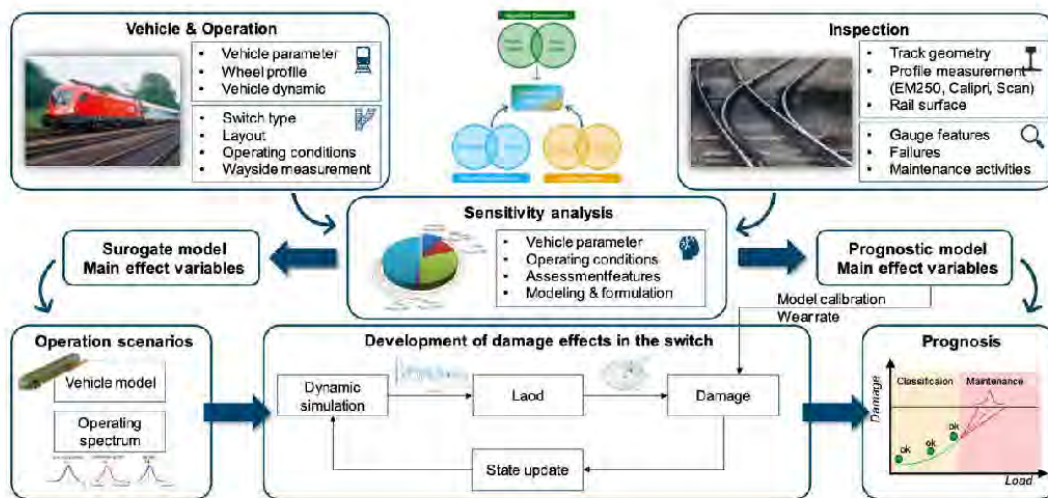 Vehicle & Operation
• Vehicle parameter
• Wheel profile
• Vehicle dynamic
• Switch type
• Layout
• Operating conditions
• Wayside measurement
Inspection
• Track geometry
• Profile measurement
(EM250, Calipri, Scan)
• Rail surface
• Gauge features
• Failures
• Maintenance activities
Sensitivity analysis
• Vehicle parameter
• Operating conditions
• Assessmentfeatures
• Modeling & formulation
Surogate model
Main effect variables
Prognostic model
Main effect variables
Model calibration
Wear rate
Operation scenarios
Vehicle model
Operating
spectrum
Development of damage effects in the switch
Dynamic
simulation
Laod
Damage
State update
Prognosis
Damage
Classification
Maintenance
ok
ok
ok
Load